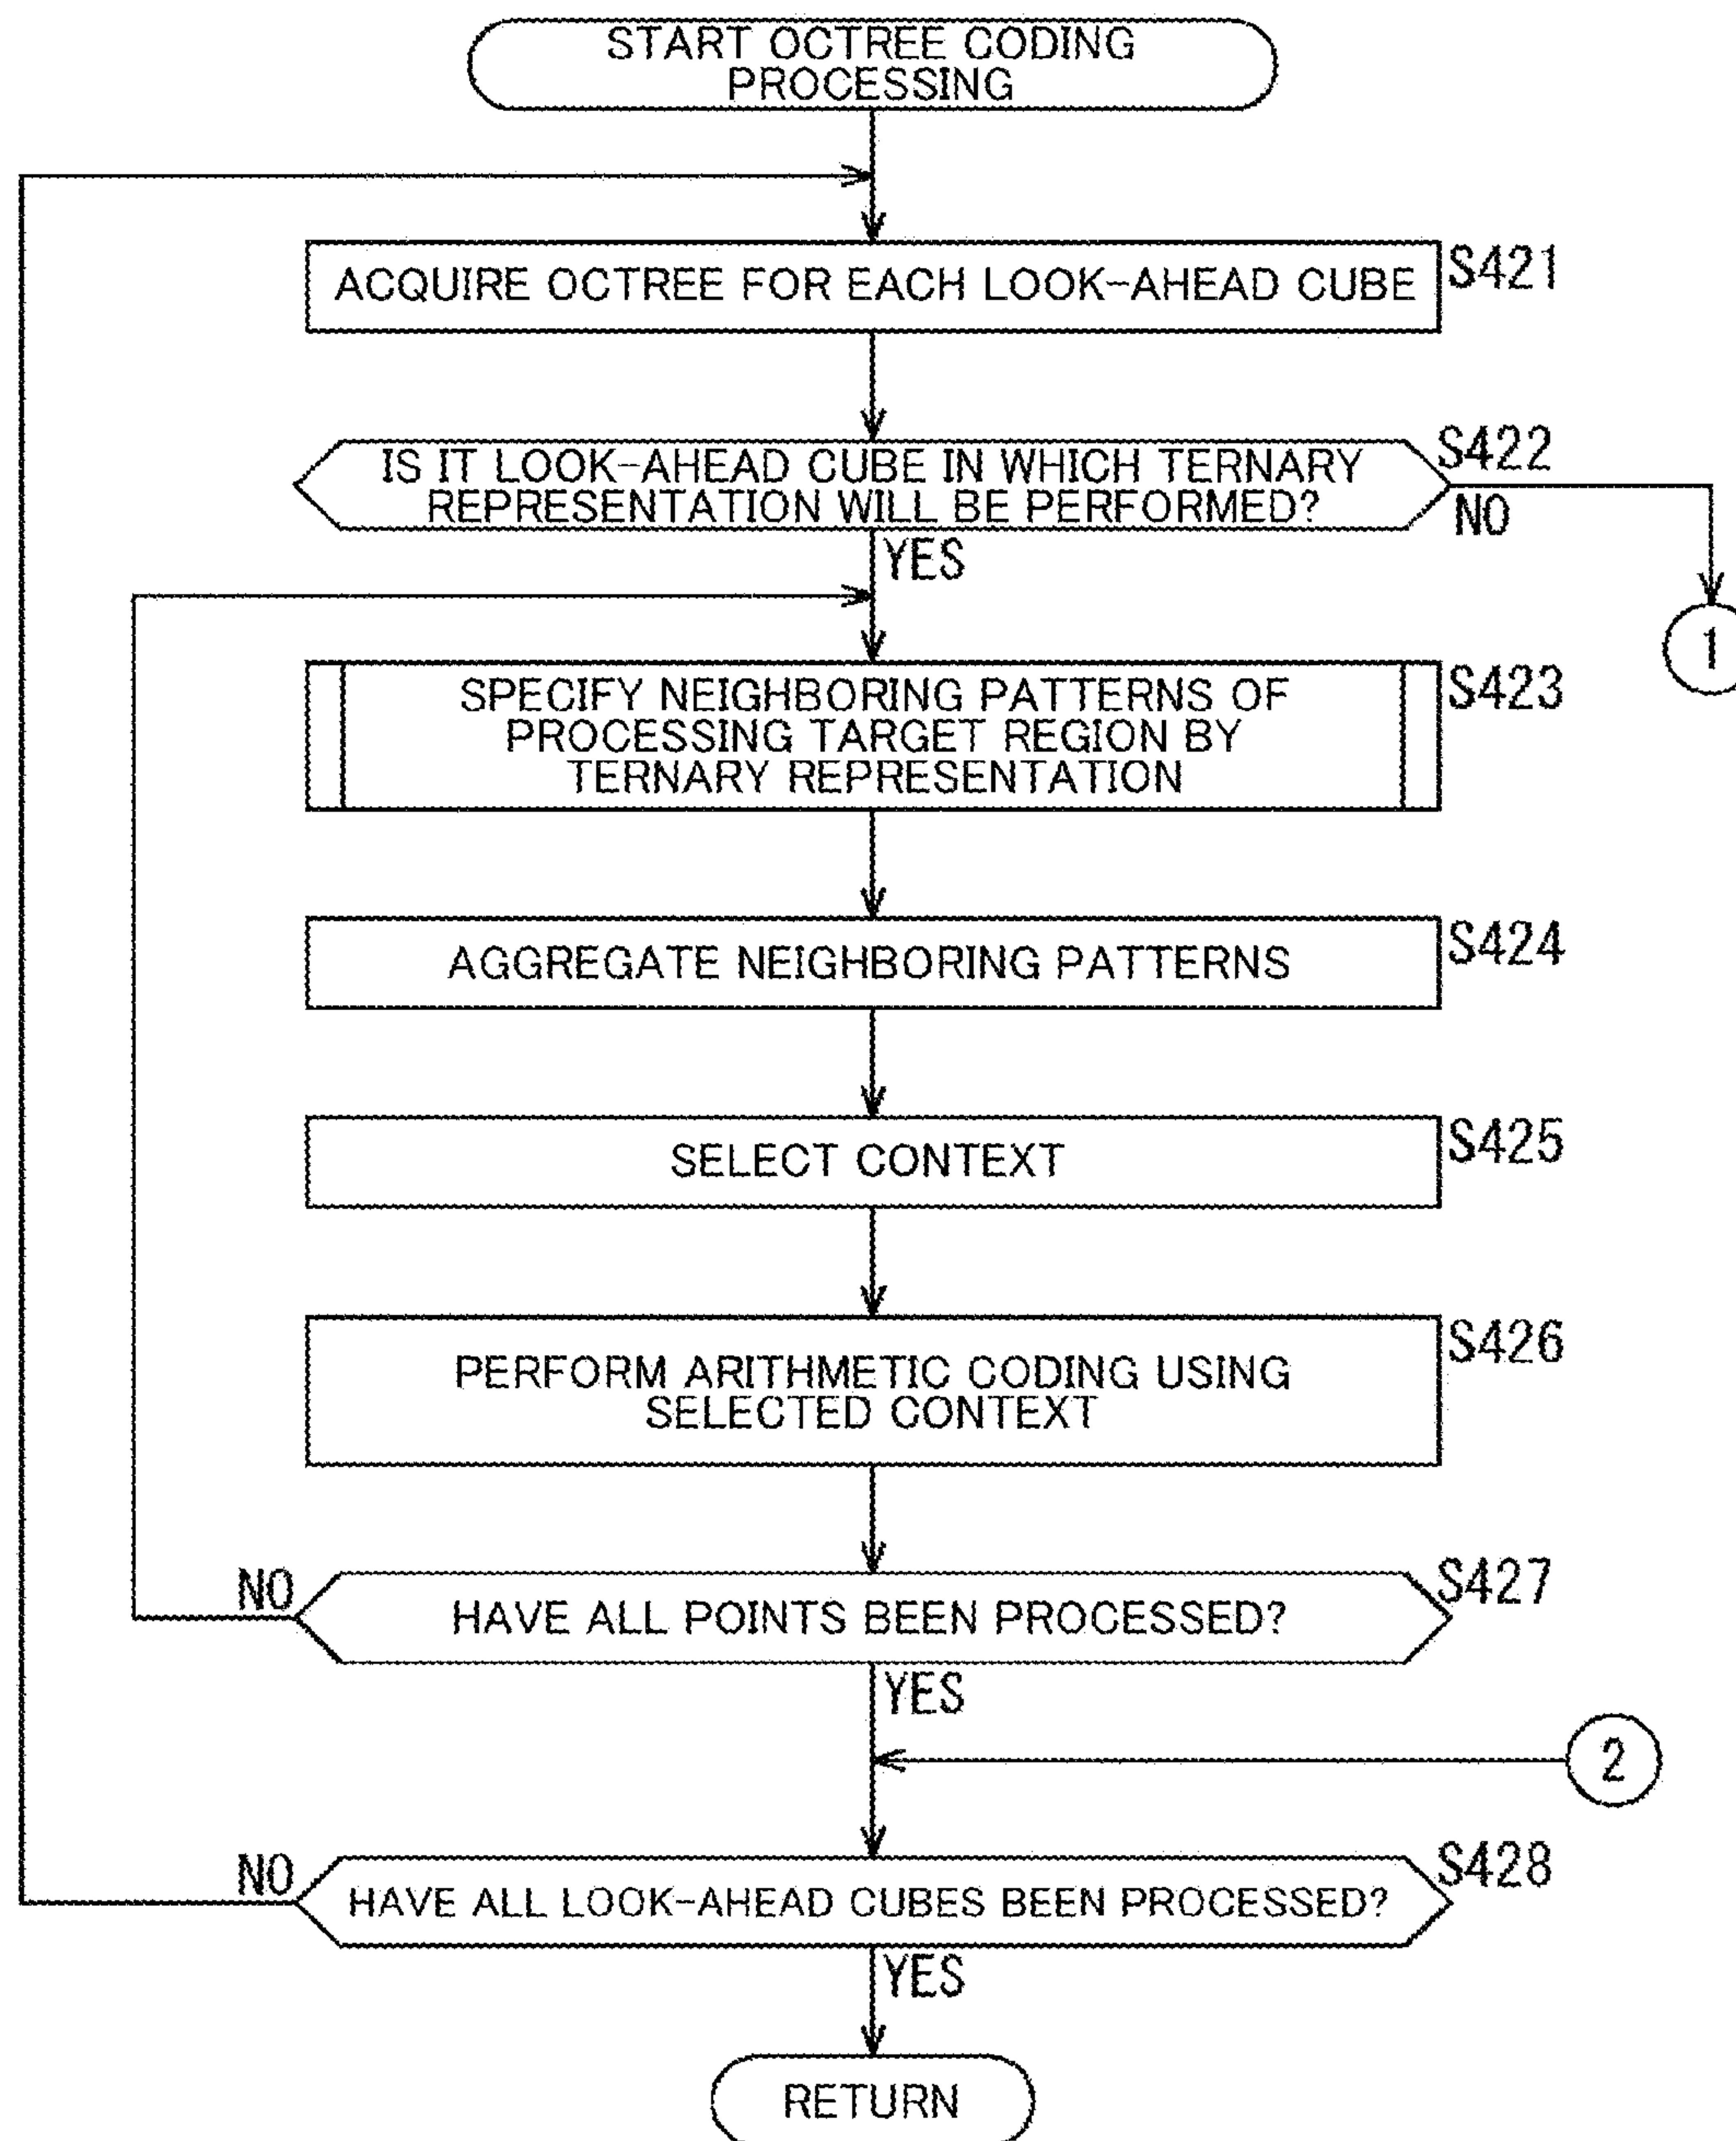 START OCTREE CODING
PROCESSING
ACQUIRE OCTREE FOR EACH LOOK-AHEAD CUBE
S421
IS IT LOOK-AHEAD CUBE IN WHICH TERNARY
REPRESENTATION WILL BE PERFORMED?
S422
NO
YES
1
SPECIFY NEIGHBORING PATTERNS OF
PROCESSING TARGET REGION BY
TERNARY REPRESENTATION
S423
AGGREGATE NEIGHBORING PATTERNS
S424
SELECT CONTEXT
S425
PERFORM ARITHMETIC CODING USING
SELECTED CONTEXT
S426
NO
HAVE ALL POINTS BEEN PROCESSED?
S427
YES
2
NO
HAVE ALL LOOK-AHEAD CUBES BEEN PROCESSED?
S428
YES
RETURN